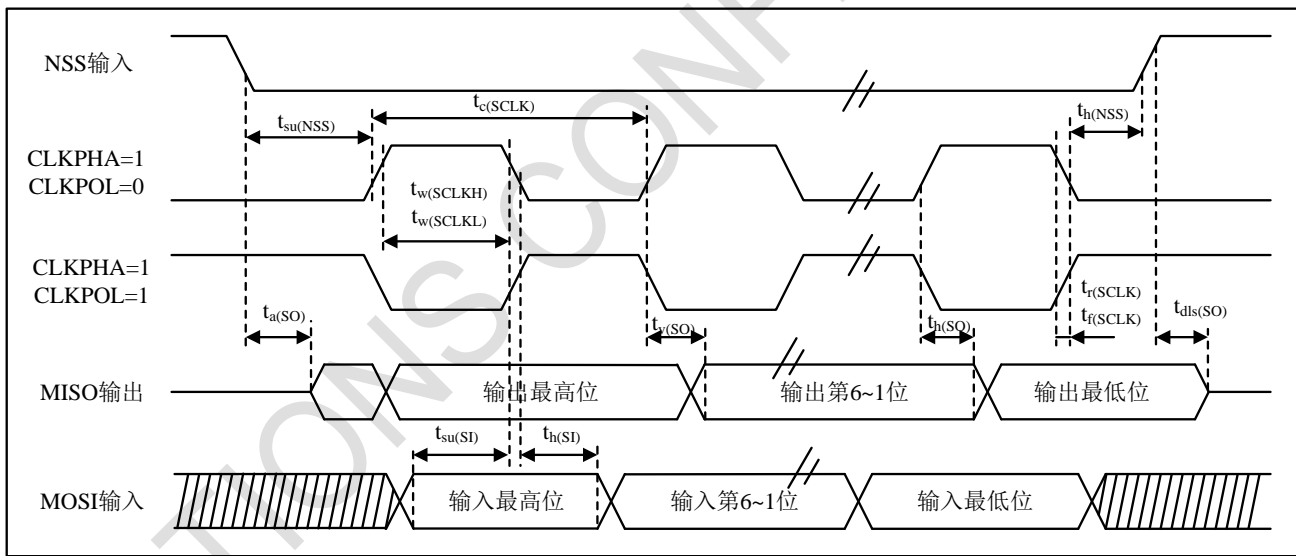 NSS输入
tc(SCLK)
tsu(NSS)
th(NSS)
CLKPHA=1
CLKPOL=0
tw(SCLKH)
tw(SCLKL)
CLKPHA=1
CLKPOL=1
ta(SO)
tv(SO)
th(SO)
tr(SCLK)
tf(SCLK)
tdls(SO)
MISO输出
输出最高位
输出第6~1位
输出最低位
tsu(SI)
th(SI)
MOSI输入
输入最高位
输入第6~1位
输入最低位
TIONS CONF